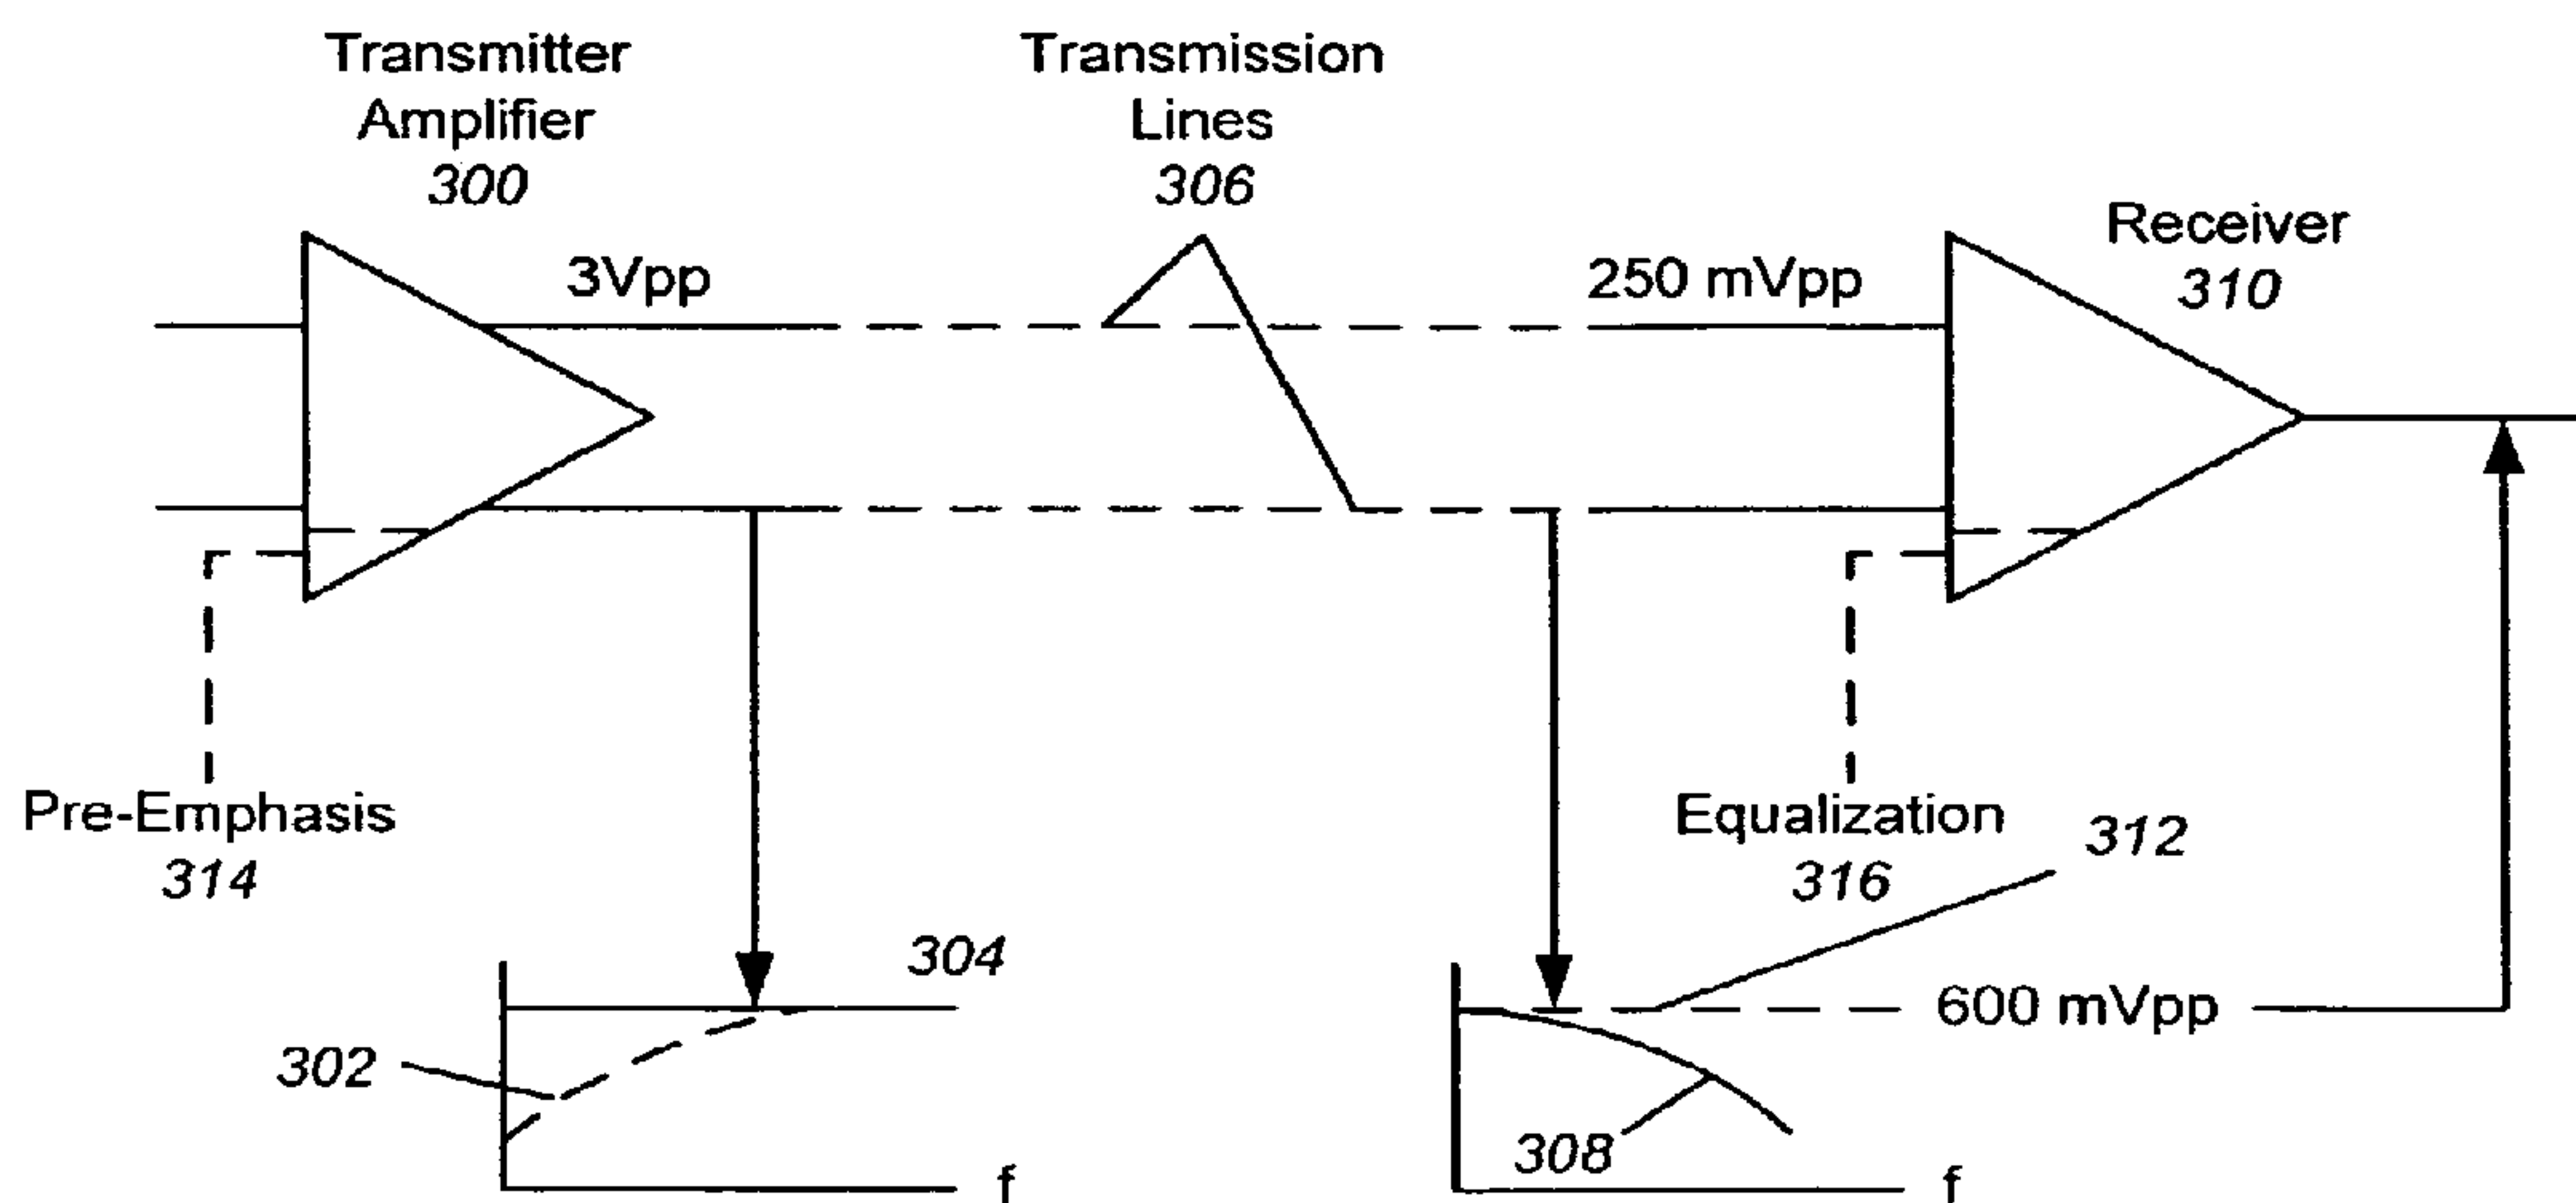 Transmitter
Amplifier
300
Transmission
Lines
306
Receiver
310
3Vpp
250 mVpp
Pre-Emphasis
314
Equalization
316
312
304
302
600 mVpp
308
f
f